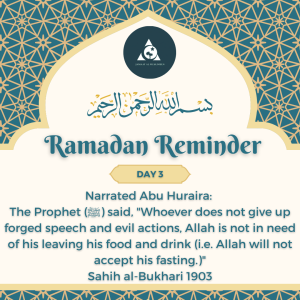 بسم الله الرحمن الرحيم
Ramadan Reminder
DAY 3
Narrated Abu Huraira:
The Prophet (ﷺ) said, "Whoever does not give up
forged speech and evil actions, Allah is not in need
of his leaving his food and drink (i.e. Allah will not
accept his fasting.)"
Sahih al-Bukhari 1903